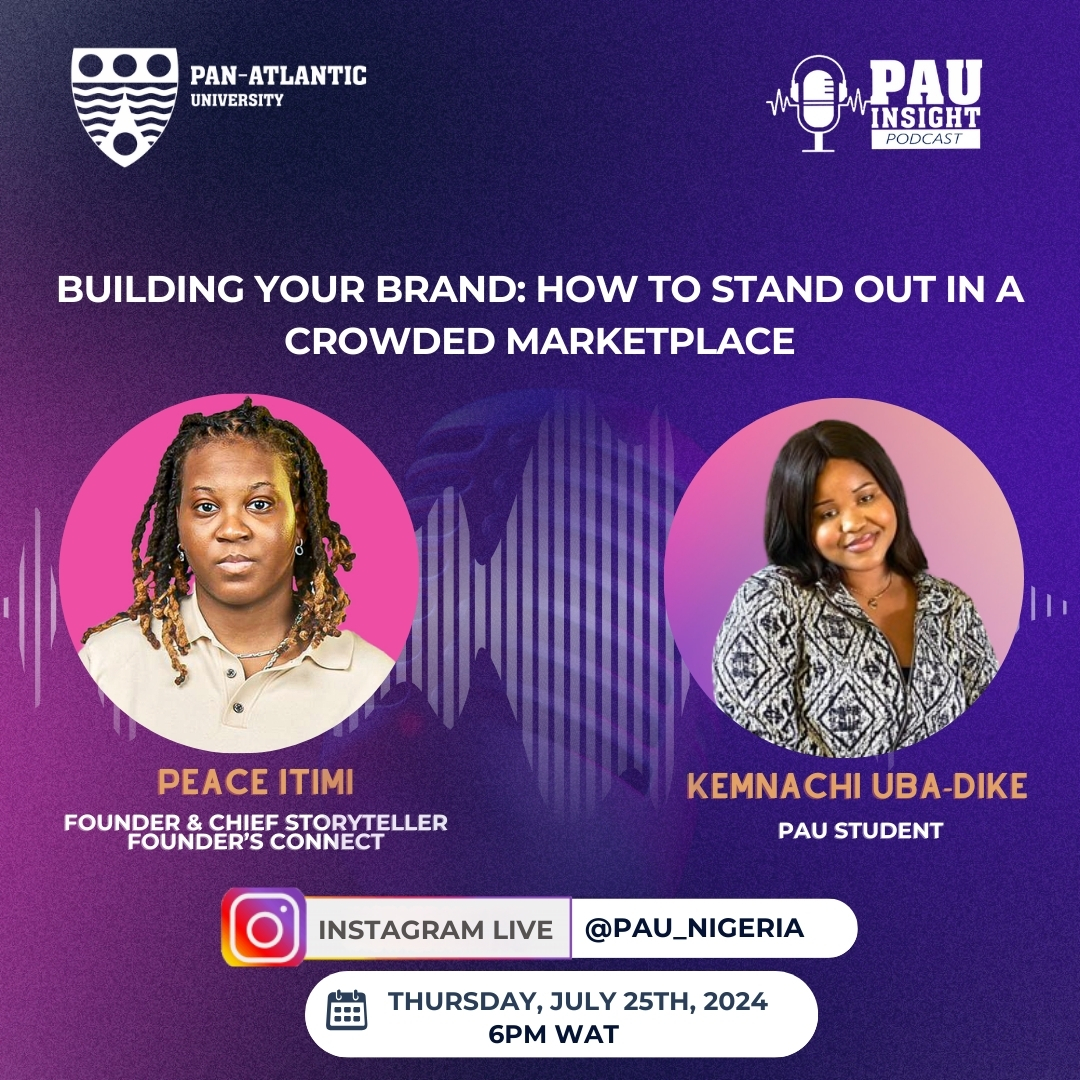 PAN-ATLANTIC
UNIVERSITY
PAU
INSIGHT
PODCAST
BUILDING YOUR BRAND: HOW TO STAND OUT IN A
CROWDED MARKETPLACE
PEACE ITIMI
FOUNDER & CHIEF STORYTELLER
FOUNDER'S CONNECT
KEMNACHI UBA-DIKE
PAU STUDENT
INSTAGRAM LIVE
@PAU_NIGERIA
THURSDAY, JULY 25TH, 2024
6PM WAT